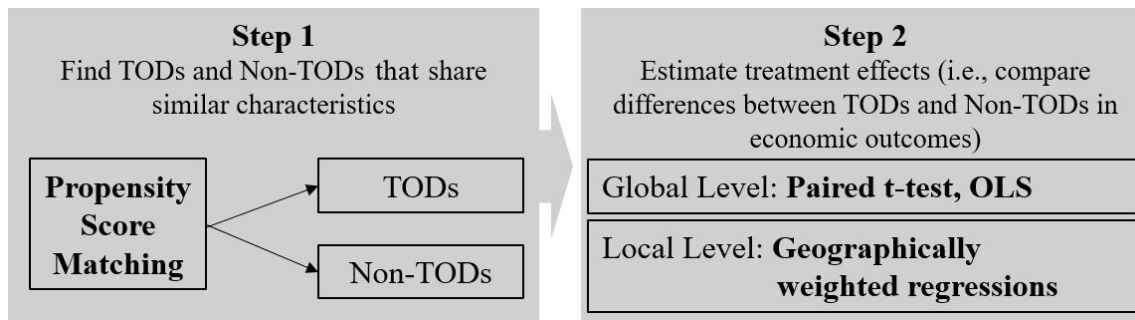 Step 1
Find TODs and Non-TODs that share
similar characteristics
Propensity
Score
Matching
TODs
Non-TODs
Step 2
Estimate treatment effects (i.e., compare
differences between TODs and Non-TODs in
economic outcomes)
Global Level: Paired t-test, OLS
Local Level: Geographically
weighted regressions